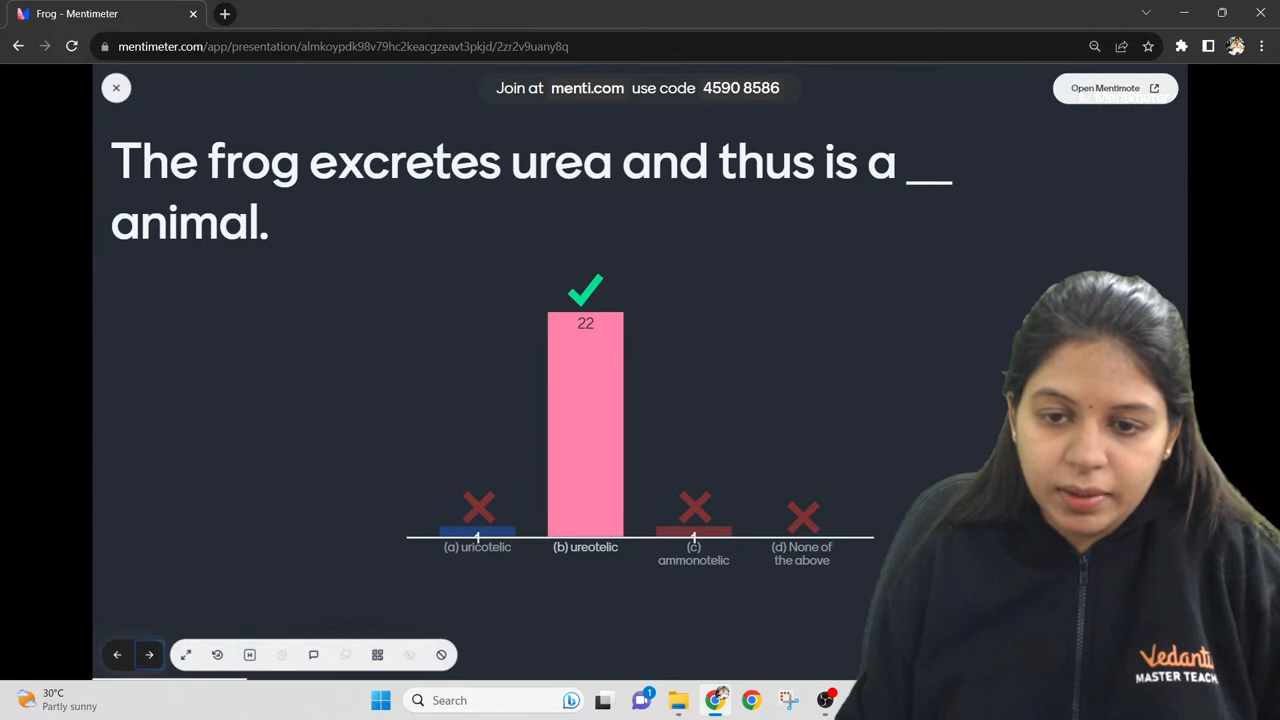 Frog - Mentimeter
mentimeter.com/app/presentation/almkoypdk98v79hc2keacgzeavt3pkjd/2zr2v9uany8q
Join at menti.com use code 4590 8586
Open Mentimote
Mentimeter
The frog excretes urea and thus is a __
animal.
22
1
1
(a) uricotelic
(b) ureotelic
(c)
ammonotelic
(d) None of
the above
Vedantu
MASTER TEACH
30°C
Partly sunny
Search
1